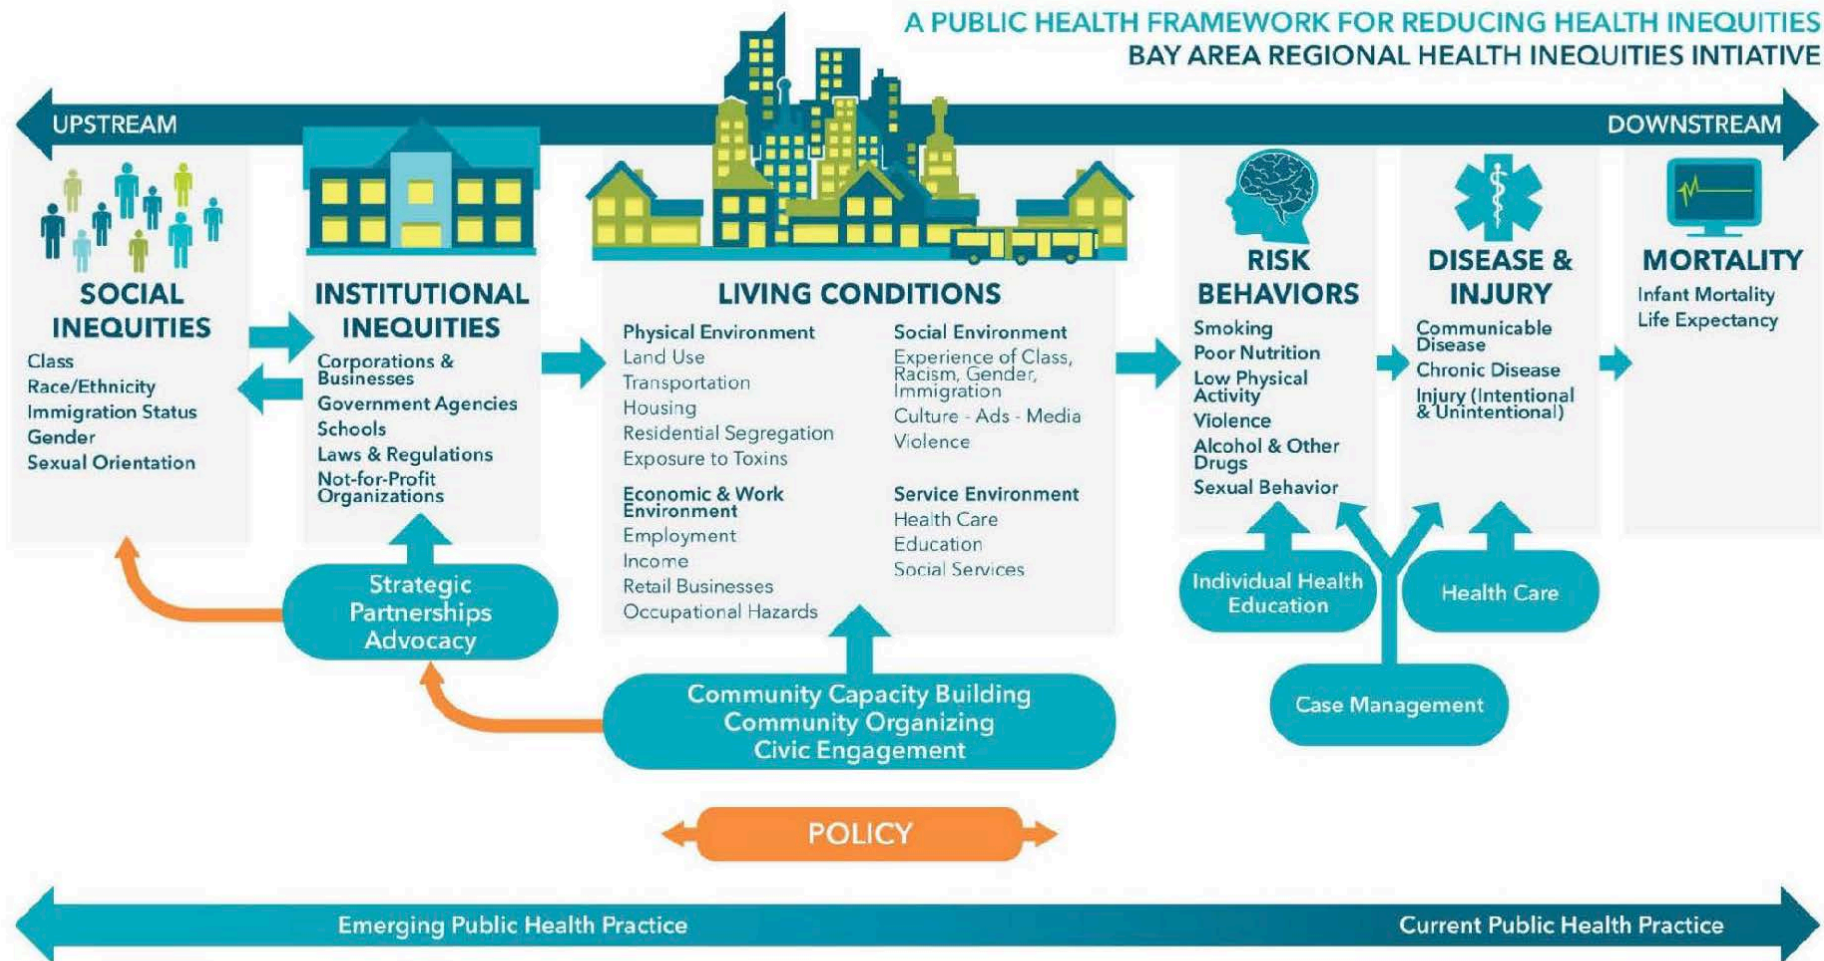 A PUBLIC HEALTH FRAMEWORK FOR REDUCING HEALTH INEQUITIES
BAY AREA REGIONAL HEALTH INEQUITIES INTIATIVE
UPSTREAM
DOWNSTREAM
SOCIAL
INEQUITIES
Class
Race/Ethnicity
Immigration Status
Gender
Sexual Orientation
INSTITUTIONAL
INEQUITIES
Corporations &
Businesses
Government Agencies
Schools
Laws & Regulations
Not-for-Profit
Organizations
LIVING CONDITIONS
Physical Environment
Land Use
Transportation
Housing
Residential Segregation
Exposure to Toxins
Economic & Work
Environment
Employment
Income
Retail Businesses
Occupational Hazards
Social Environment
Experience of Class,
Racism, Gender,
Immigration
Culture - Ads - Media
Violence
Service Environment
Health Care
Education
Social Services
RISK
BEHAVIORS
Smoking
Poor Nutrition
Low Physical
Activity
Violence
Alcohol & Other
Drugs
Sexual Behavior
DISEASE &
INJURY
Communicable
Disease
Chronic Disease
Injury (Intentional
& Unintentional)
MORTALITY
Infant Mortality
Life Expectancy
Strategic
Partnerships
Advocacy
Community Capacity Building
Community Organizing
Civic Engagement
Individual Health
Education
Health Care
Case Management
POLICY
Emerging Public Health Practice
Current Public Health Practice